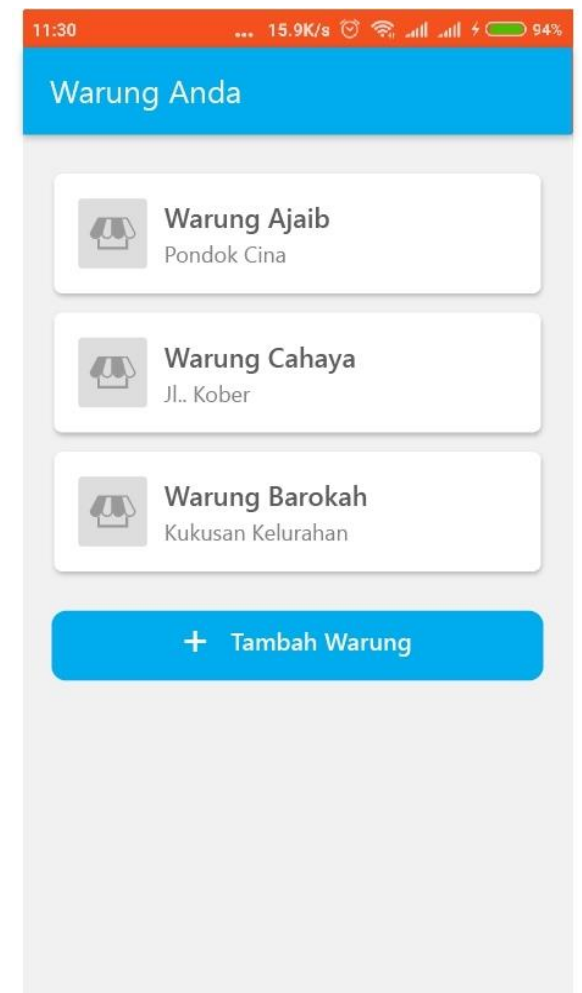 11:30 ... 15.9K/s 94%
Warung Anda
Warung Ajaib
Pondok Cina
Warung Cahaya
Jl.. Kober
Warung Barokah
Kukusan Kelurahan
+ Tambah Warung